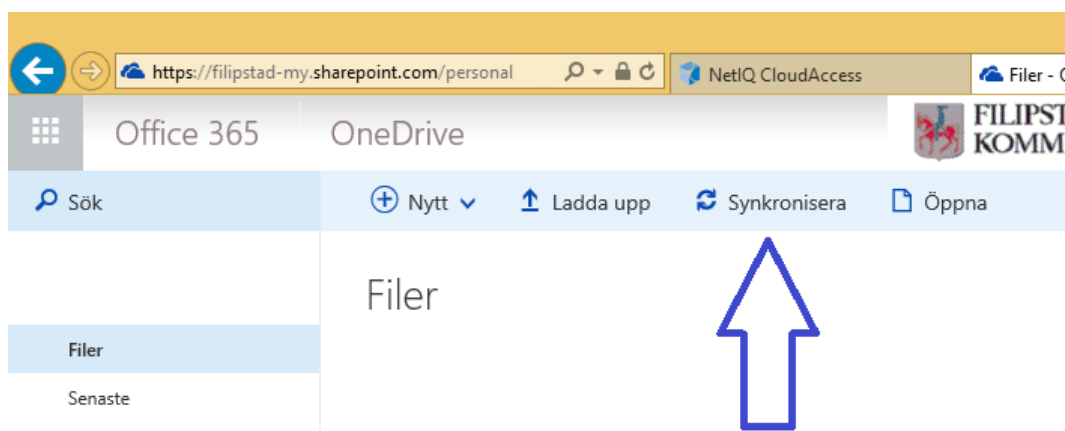 https://filipstad-my.sharepoint.com/personal
NetIQ CloudAccess
Filer -
Office 365
OneDrive
FILIPST
KOMM
Sök
Nytt
Ladda upp
Synkronisera
Öppna
Filer
Filer
Senaste